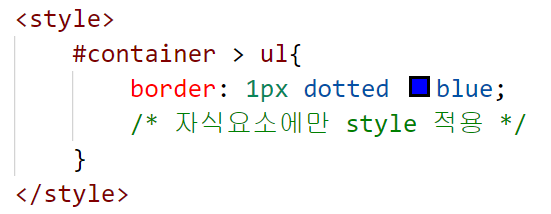 <style>
#container > ul{
border: 1px dotted blue;
/* 자식요소에만 style 적용 */
}
</style>